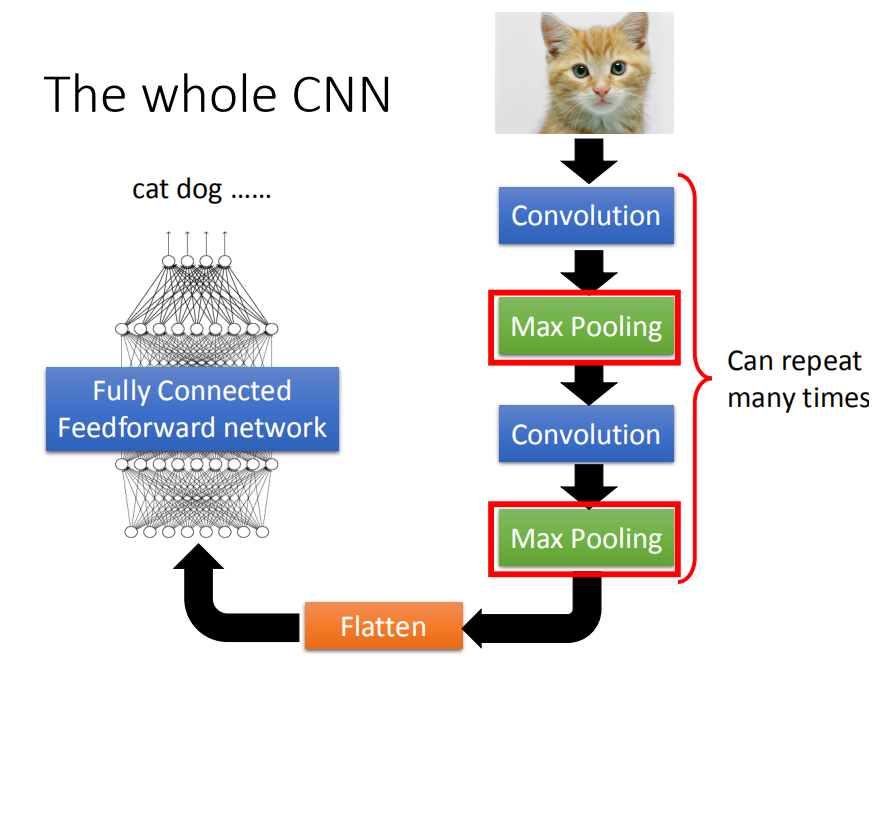 The whole CNN
cat dog ……
Convolution
Max Pooling
Can repeat
many times
Convolution
Max Pooling
Flatten
Fully Connected
Feedforward network